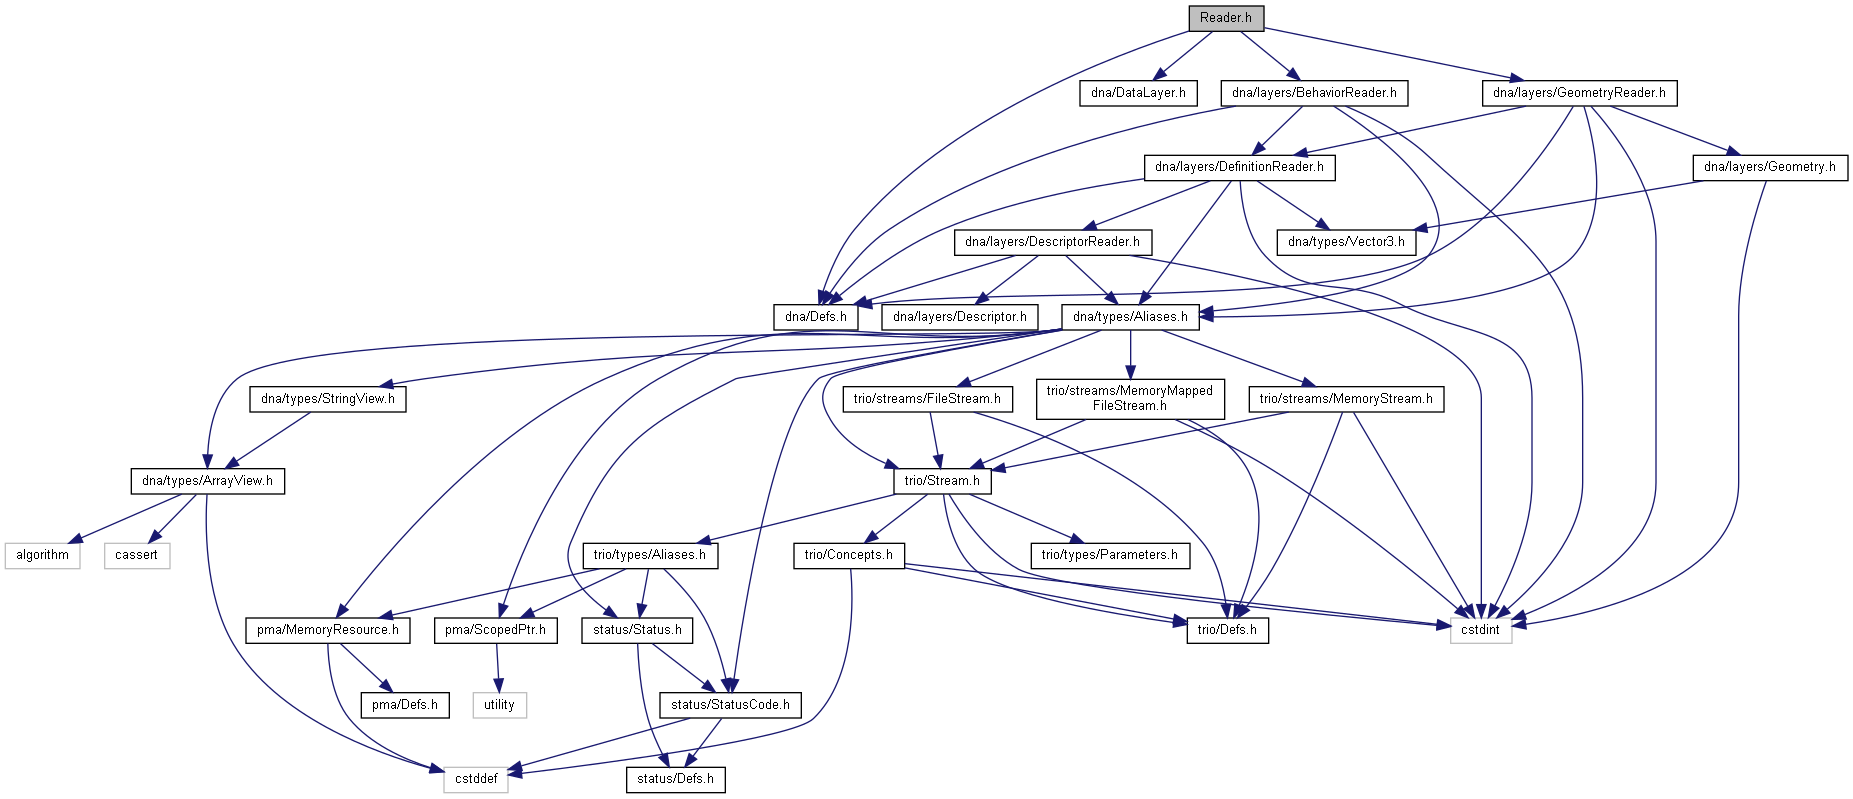 Reader.h
dna/DataLayer.h
dna/layers/BehaviorReader.h
dna/layers/GeometryReader.h
dna/layers/DefinitionReader.h
dna/layers/Geometry.h
dna/layers/DescriptorReader.h
dna/types/Vector3.h
dna/Defs.h
dna/layers/Descriptor.h
dna/types/Aliases.h
dna/types/StringView.h
trio/streams/FileStream.h
trio/streams/MemoryMapped
FileStream.h
trio/streams/MemoryStream.h
dna/types/ArrayView.h
trio/Stream.h
algorithm
cassert
trio/types/Aliases.h
trio/Concepts.h
trio/types/Parameters.h
pma/MemoryResource.h
pma/ScopedPtr.h
status/Status.h
trio/Defs.h
cstdint
pma/Defs.h
utility
status/StatusCode.h
cstddef
status/Defs.h